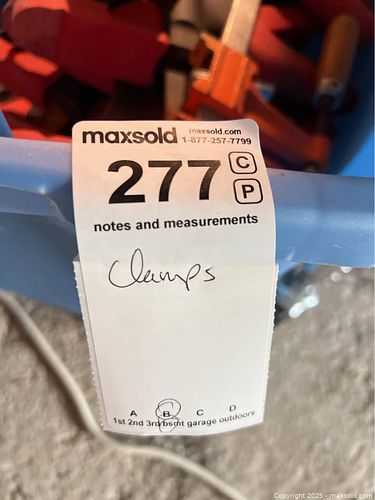 maxsold maxsold.com
1-877-257-7799
277 C
P
notes and measurements
Clamps
A B C D
1st 2nd 3rd bsmt garage outdoors
Copyright 2025 - maxsold.com